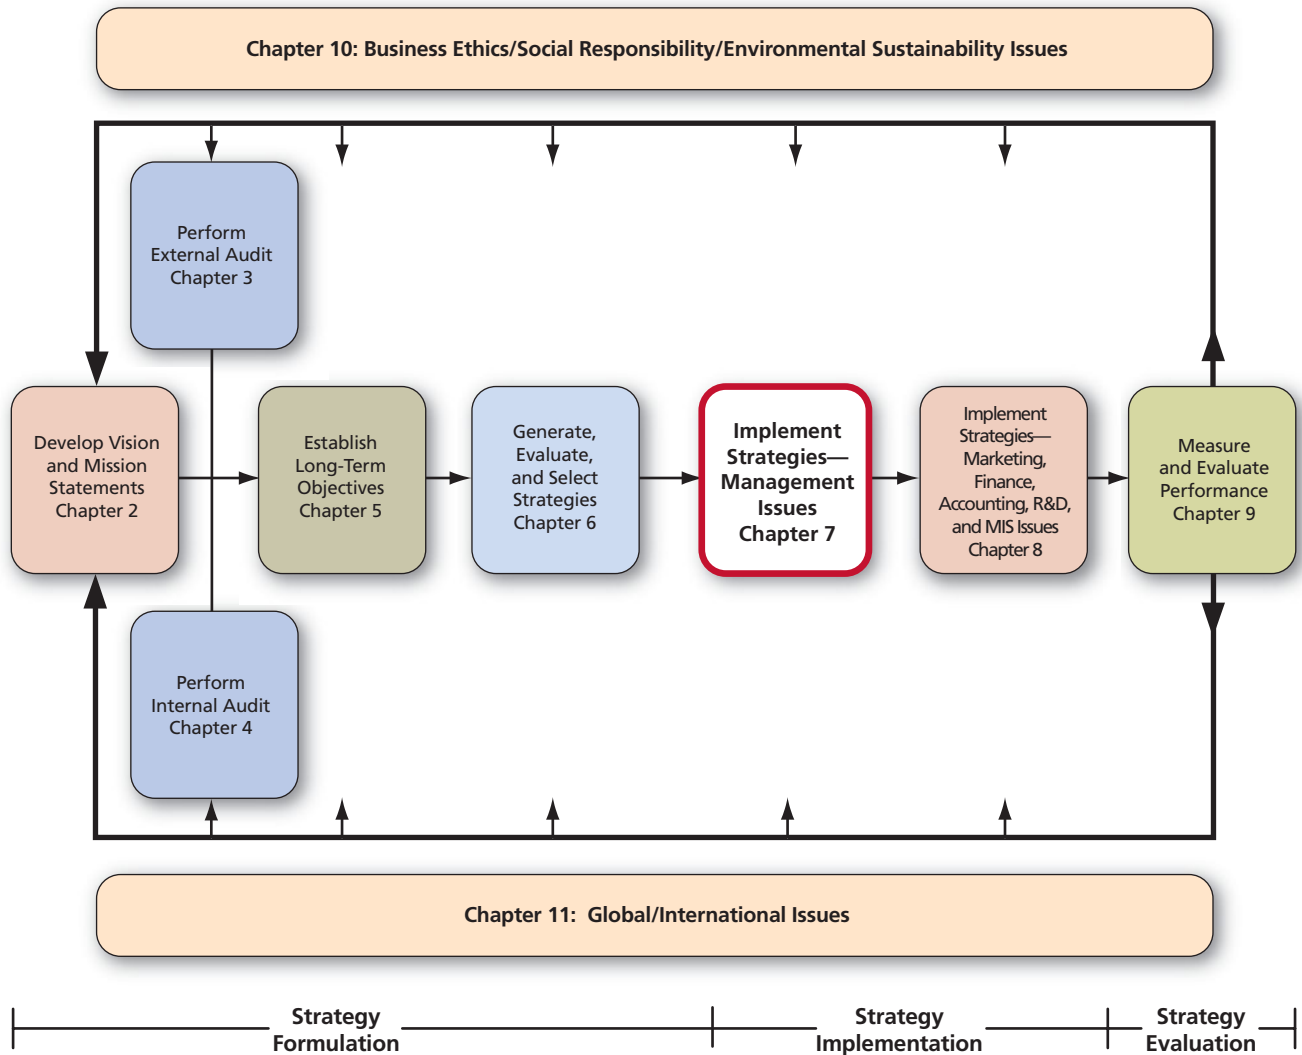 Chapter 10: Business Ethics/Social Responsibility/Environmental Sustainability Issues
Perform
External Audit
Chapter 3
Develop Vision
and Mission
Statements
Chapter 2
Establish
Long-Term
Objectives
Chapter 5
Generate,
Evaluate,
and Select
Strategies
Chapter 6
Implement
Strategies—
Management
Issues
Chapter 7
Implement
Strategies—
Marketing,
Finance,
Accounting, R&D,
and MIS Issues
Chapter 8
Measure
and Evaluate
Performance
Chapter 9
Perform
Internal Audit
Chapter 4
Chapter 11: Global/International Issues
Strategy
Formulation
Strategy
Implementation
Strategy
Evaluation